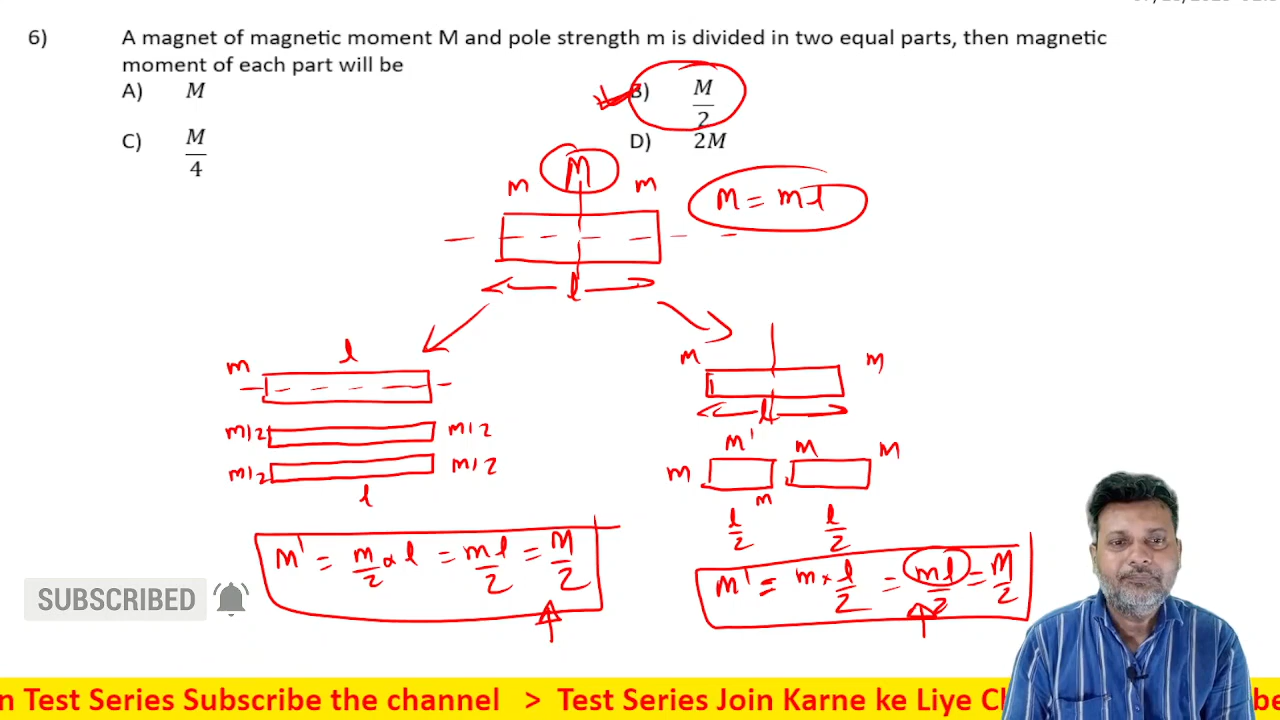 6) A magnet of magnetic moment M and pole strength m is divided in two equal parts, then magnetic
moment of each part will be
A) M B) M/2
C) M/4 D) 2M
M
m m M = ml
l
l
m
m/2 m/2
m/2 m/2
l
M' = m/2 × l = ml/2 = M/2
m m
l
M' m m
m
m
l/2 l/2
M' = m × l/2 = ml/2 = M/2
SUBSCRIBED
n Test Series Subscribe the channel > Test Series Join Karne ke Liye C be